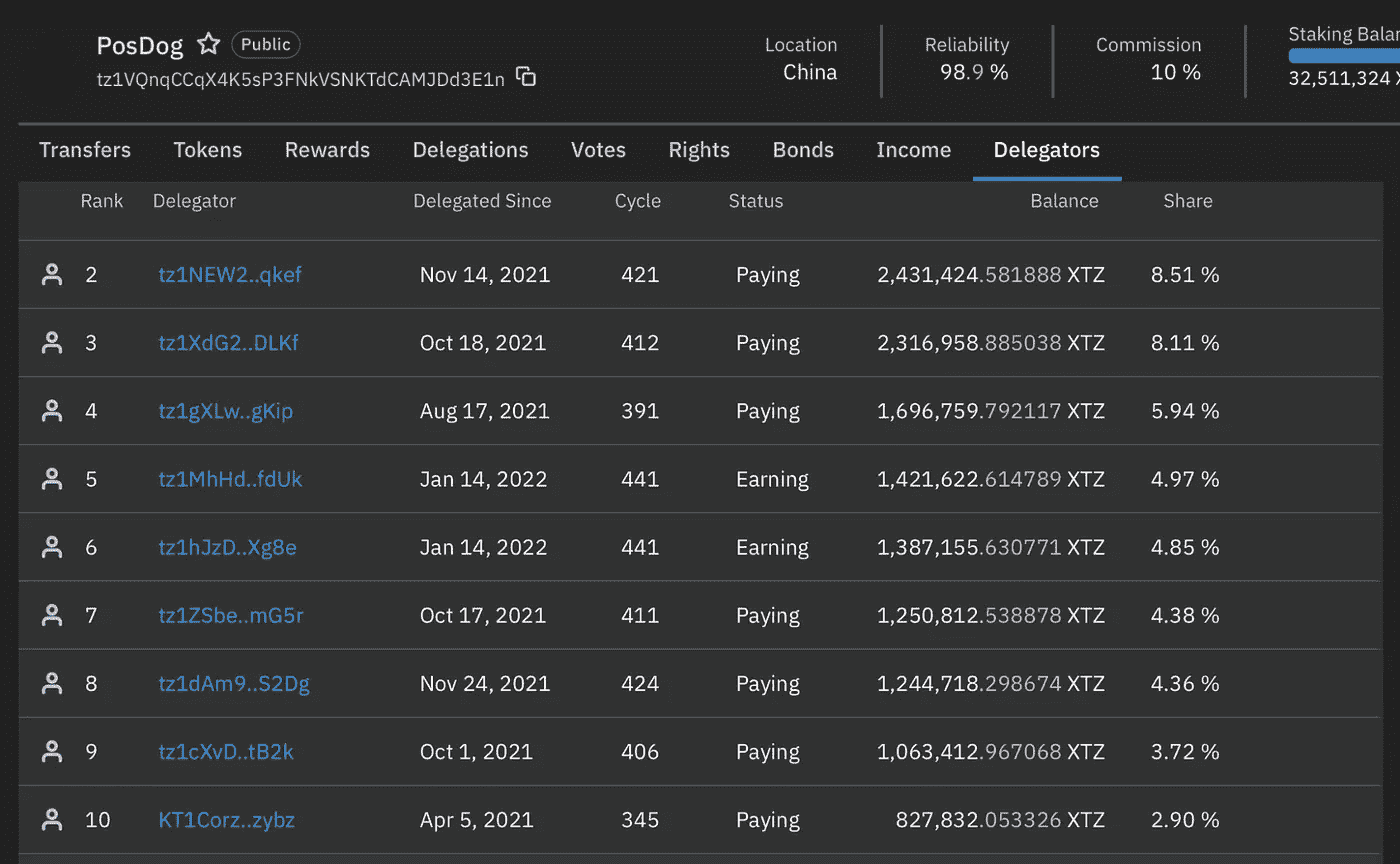 PosDog Public
tz1VQnqCCqX4K5sP3FNkVSNKTdCAMJDd3E1n
Location
China
Reliability
98.9 %
Commission
10 %
Staking Balan
32,511,324 X
Transfers Tokens Rewards Delegations Votes Rights Bonds Income Delegators
Rank Delegator Delegated Since Cycle Status Balance Share
2 tz1NEW2..qkef Nov 14, 2021 421 Paying 2,431,424.581888 XTZ 8.51 %
3 tz1XdG2..DLKf Oct 18, 2021 412 Paying 2,316,958.885038 XTZ 8.11 %
4 tz1gXLw..gKip Aug 17, 2021 391 Paying 1,696,759.792117 XTZ 5.94 %
5 tz1MhHd..fdUk Jan 14, 2022 441 Earning 1,421,622.614789 XTZ 4.97 %
6 tz1hJzD..Xg8e Jan 14, 2022 441 Earning 1,387,155.630771 XTZ 4.85 %
7 tz1ZSbe..mG5r Oct 17, 2021 411 Paying 1,250,812.538878 XTZ 4.38 %
8 tz1dAm9..S2Dg Nov 24, 2021 424 Paying 1,244,718.298674 XTZ 4.36 %
9 tz1cXvD..tB2k Oct 1, 2021 406 Paying 1,063,412.967068 XTZ 3.72 %
10 KT1Corz..zybz Apr 5, 2021 345 Paying 827,832.053326 XTZ 2.90 %